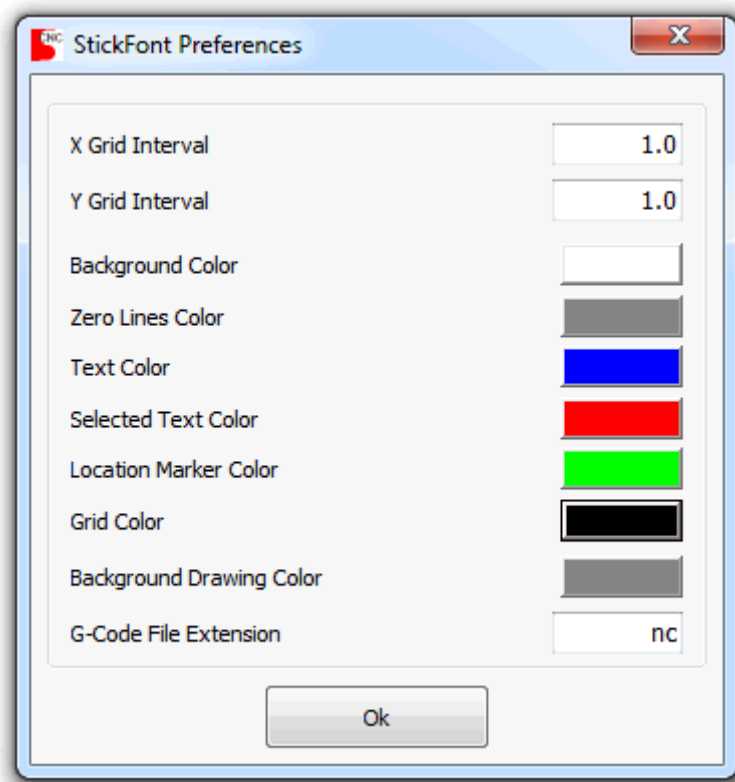 CNC
StickFont Preferences
X Grid Interval 1.0
Y Grid Interval 1.0
Background Color
Zero Lines Color
Text Color
Selected Text Color
Location Marker Color
Grid Color
Background Drawing Color
G-Code File Extension nc
Ok